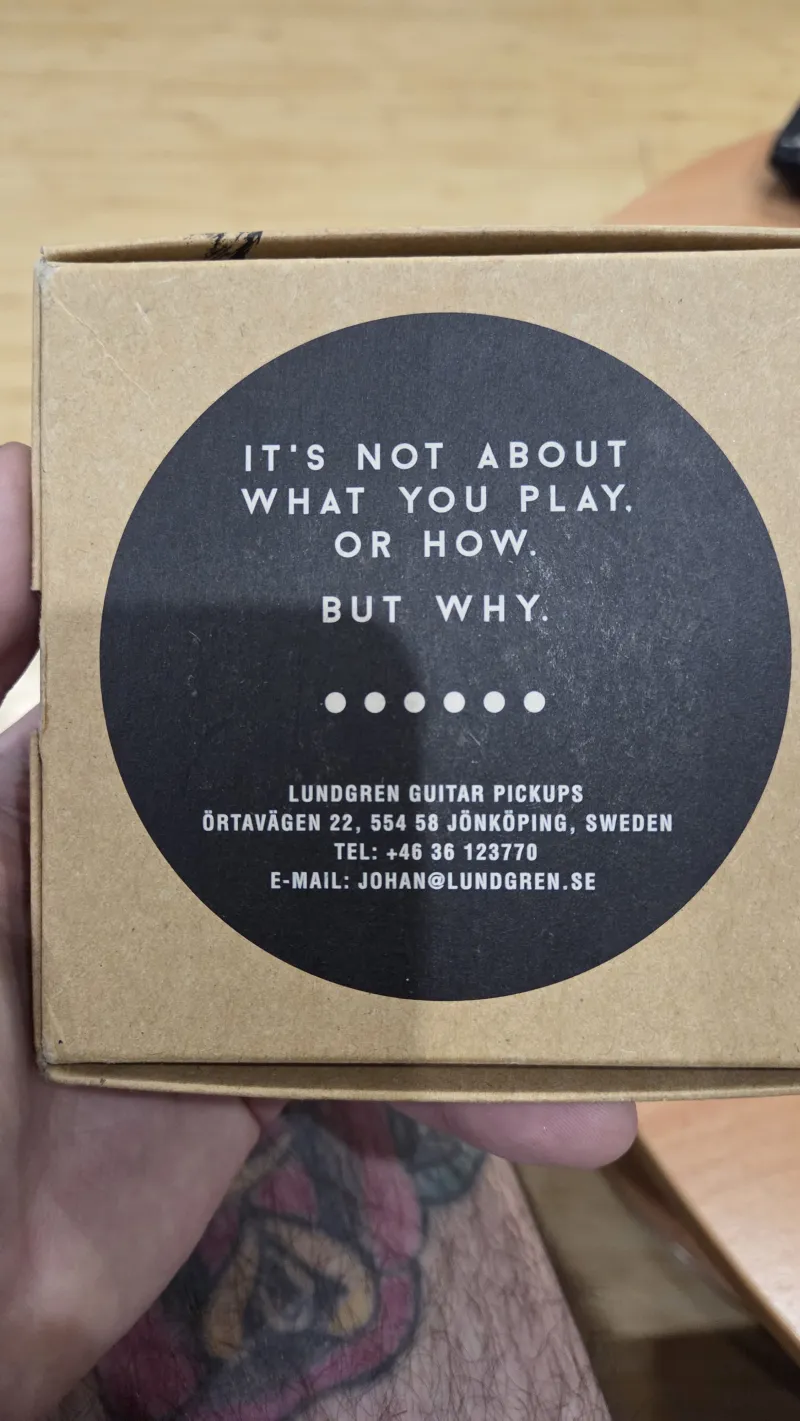 IT'S NOT ABOUT
WHAT YOU PLAY.
OR HOW.
BUT WHY.
LUNDGREN GUITAR PICKUPS
ÖRTAVÄGEN 22, 554 58 JÖNKÖPING, SWEDEN
TEL: +46 36 123770
E-MAIL: JOHAN@LUNDGREN.SE